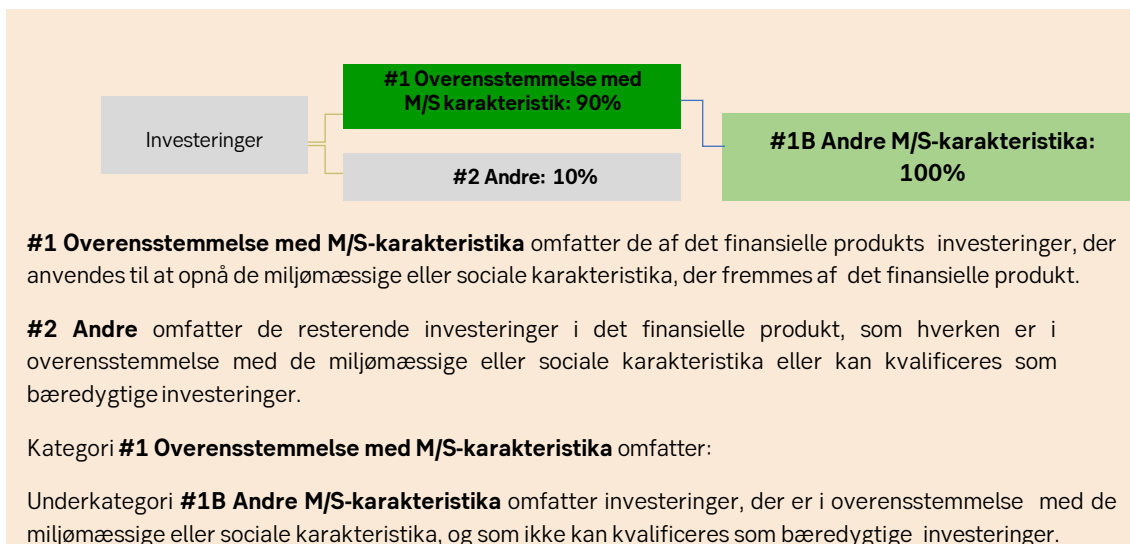 #1 Overensstemmelse med
M/S karakteristik: 90%
Investeringer
#1B Andre M/S-karakteristika:
100%
#2 Andre: 10%
#1 Overensstemmelse med M/S-karakteristika omfatter de af det finansielle produkts investeringer, der
anvendes til at opnå de miljømæssige eller sociale karakteristika, der fremmes af det finansielle produkt.
#2 Andre omfatter de resterende investeringer i det finansielle produkt, som hverken er i
overensstemmelse med de miljømæssige eller sociale karakteristika eller kan kvalificeres som
bæredygtige investeringer.
Kategori #1 Overensstemmelse med M/S-karakteristika omfatter:
Underkategori #1B Andre M/S-karakteristika omfatter investeringer, der er i overensstemmelse med de
miljømæssige eller sociale karakteristika, og som ikke kan kvalificeres som bæredygtige investeringer.